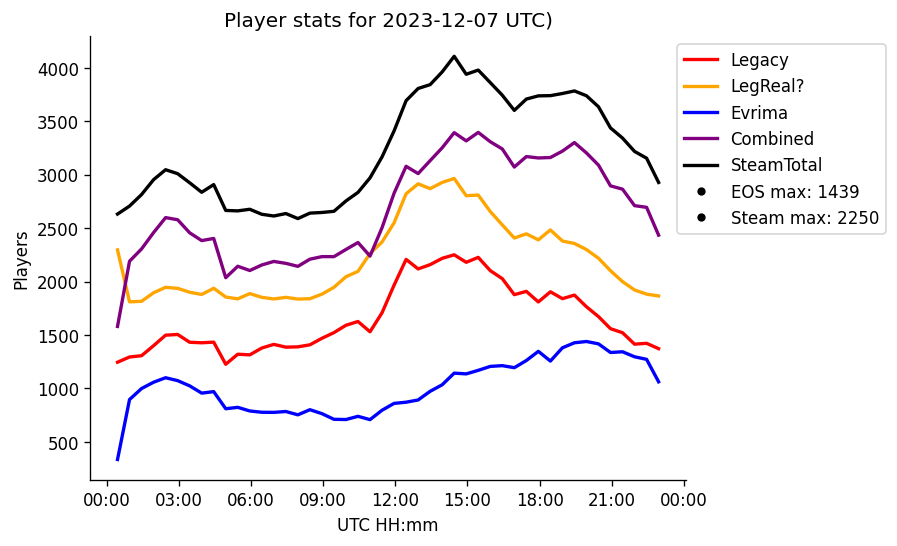 Player stats for 2023-12-07 UTC)
Players
4000
3500
3000
2500
2000
1500
1000
500
00:00 03:00 06:00 09:00 12:00 15:00 18:00 21:00 00:00
UTC HH:mm
Legacy
LegReal?
Evrima
Combined
SteamTotal
EOS max: 1439
Steam max: 2250